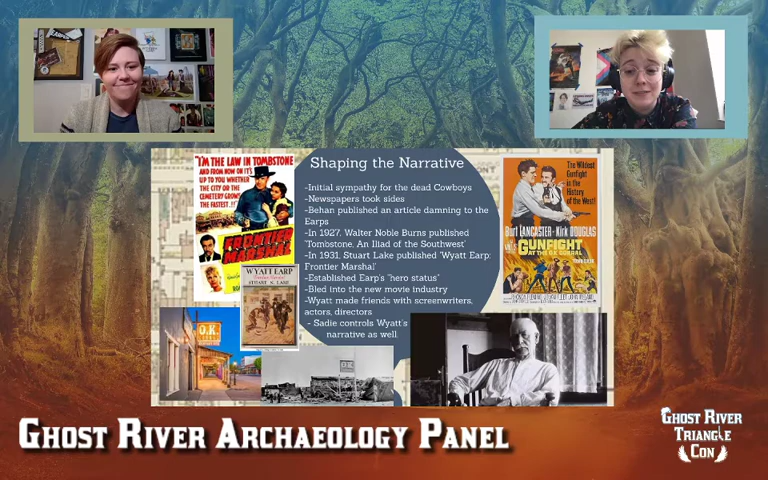 Shaping the Narrative
-Initial sympathy for the dead Cowboys
-Newspapers took sides
-Behan published an article damning to the
Earps
-In 1927, Walter Noble Burns published
"Tombstone, An Iliad of the Southwest"
-In 1931, Stuart Lake published 'Wyatt Earp:
Frontier Marshal'
-Established Earp's "hero status"
-Bled into the new movie industry
-Wyatt made friends with screenwriters,
actors, directors
- Sadie controls Wyatt's
narrative as well.
"I'M THE LAW IN TOMBSTONE
AND FROM NOW ON IT'S
UP TO YOU WHETHER
THE CITY OR THE
CEMETERY GROWS
THE FASTEST!!"
FRONTIER
MARSHAL
WYATT EARP
STUART N. LAKE
O.K.
The Wildest
Gunfight
in the
History
of the West!
Burt LANCASTER · Kirk DOUGLAS
GUNFIGHT
AT THE O.K. CORRAL
GHOST RIVER ARCHAEOLOGY PANEL
GHOST RIVER
TRIANGLE
CON